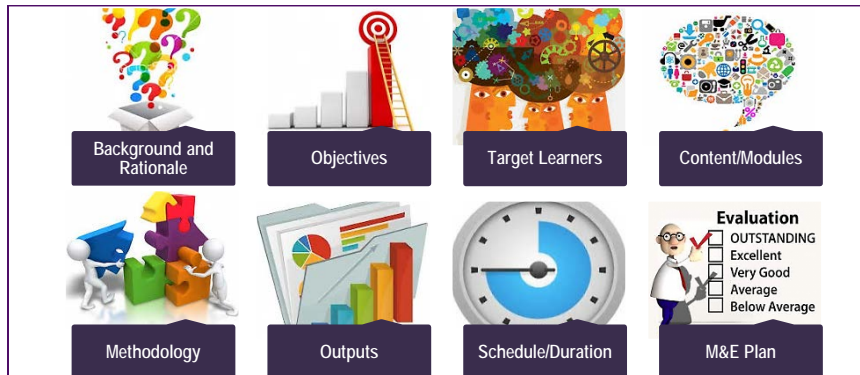 Background and
Rationale
Objectives
Target Learners
Content/Modules
Evaluation
OUTSTANDING
Excellent
Very Good
Average
Below Average
Methodology
Outputs
Schedule/Duration
M&E Plan